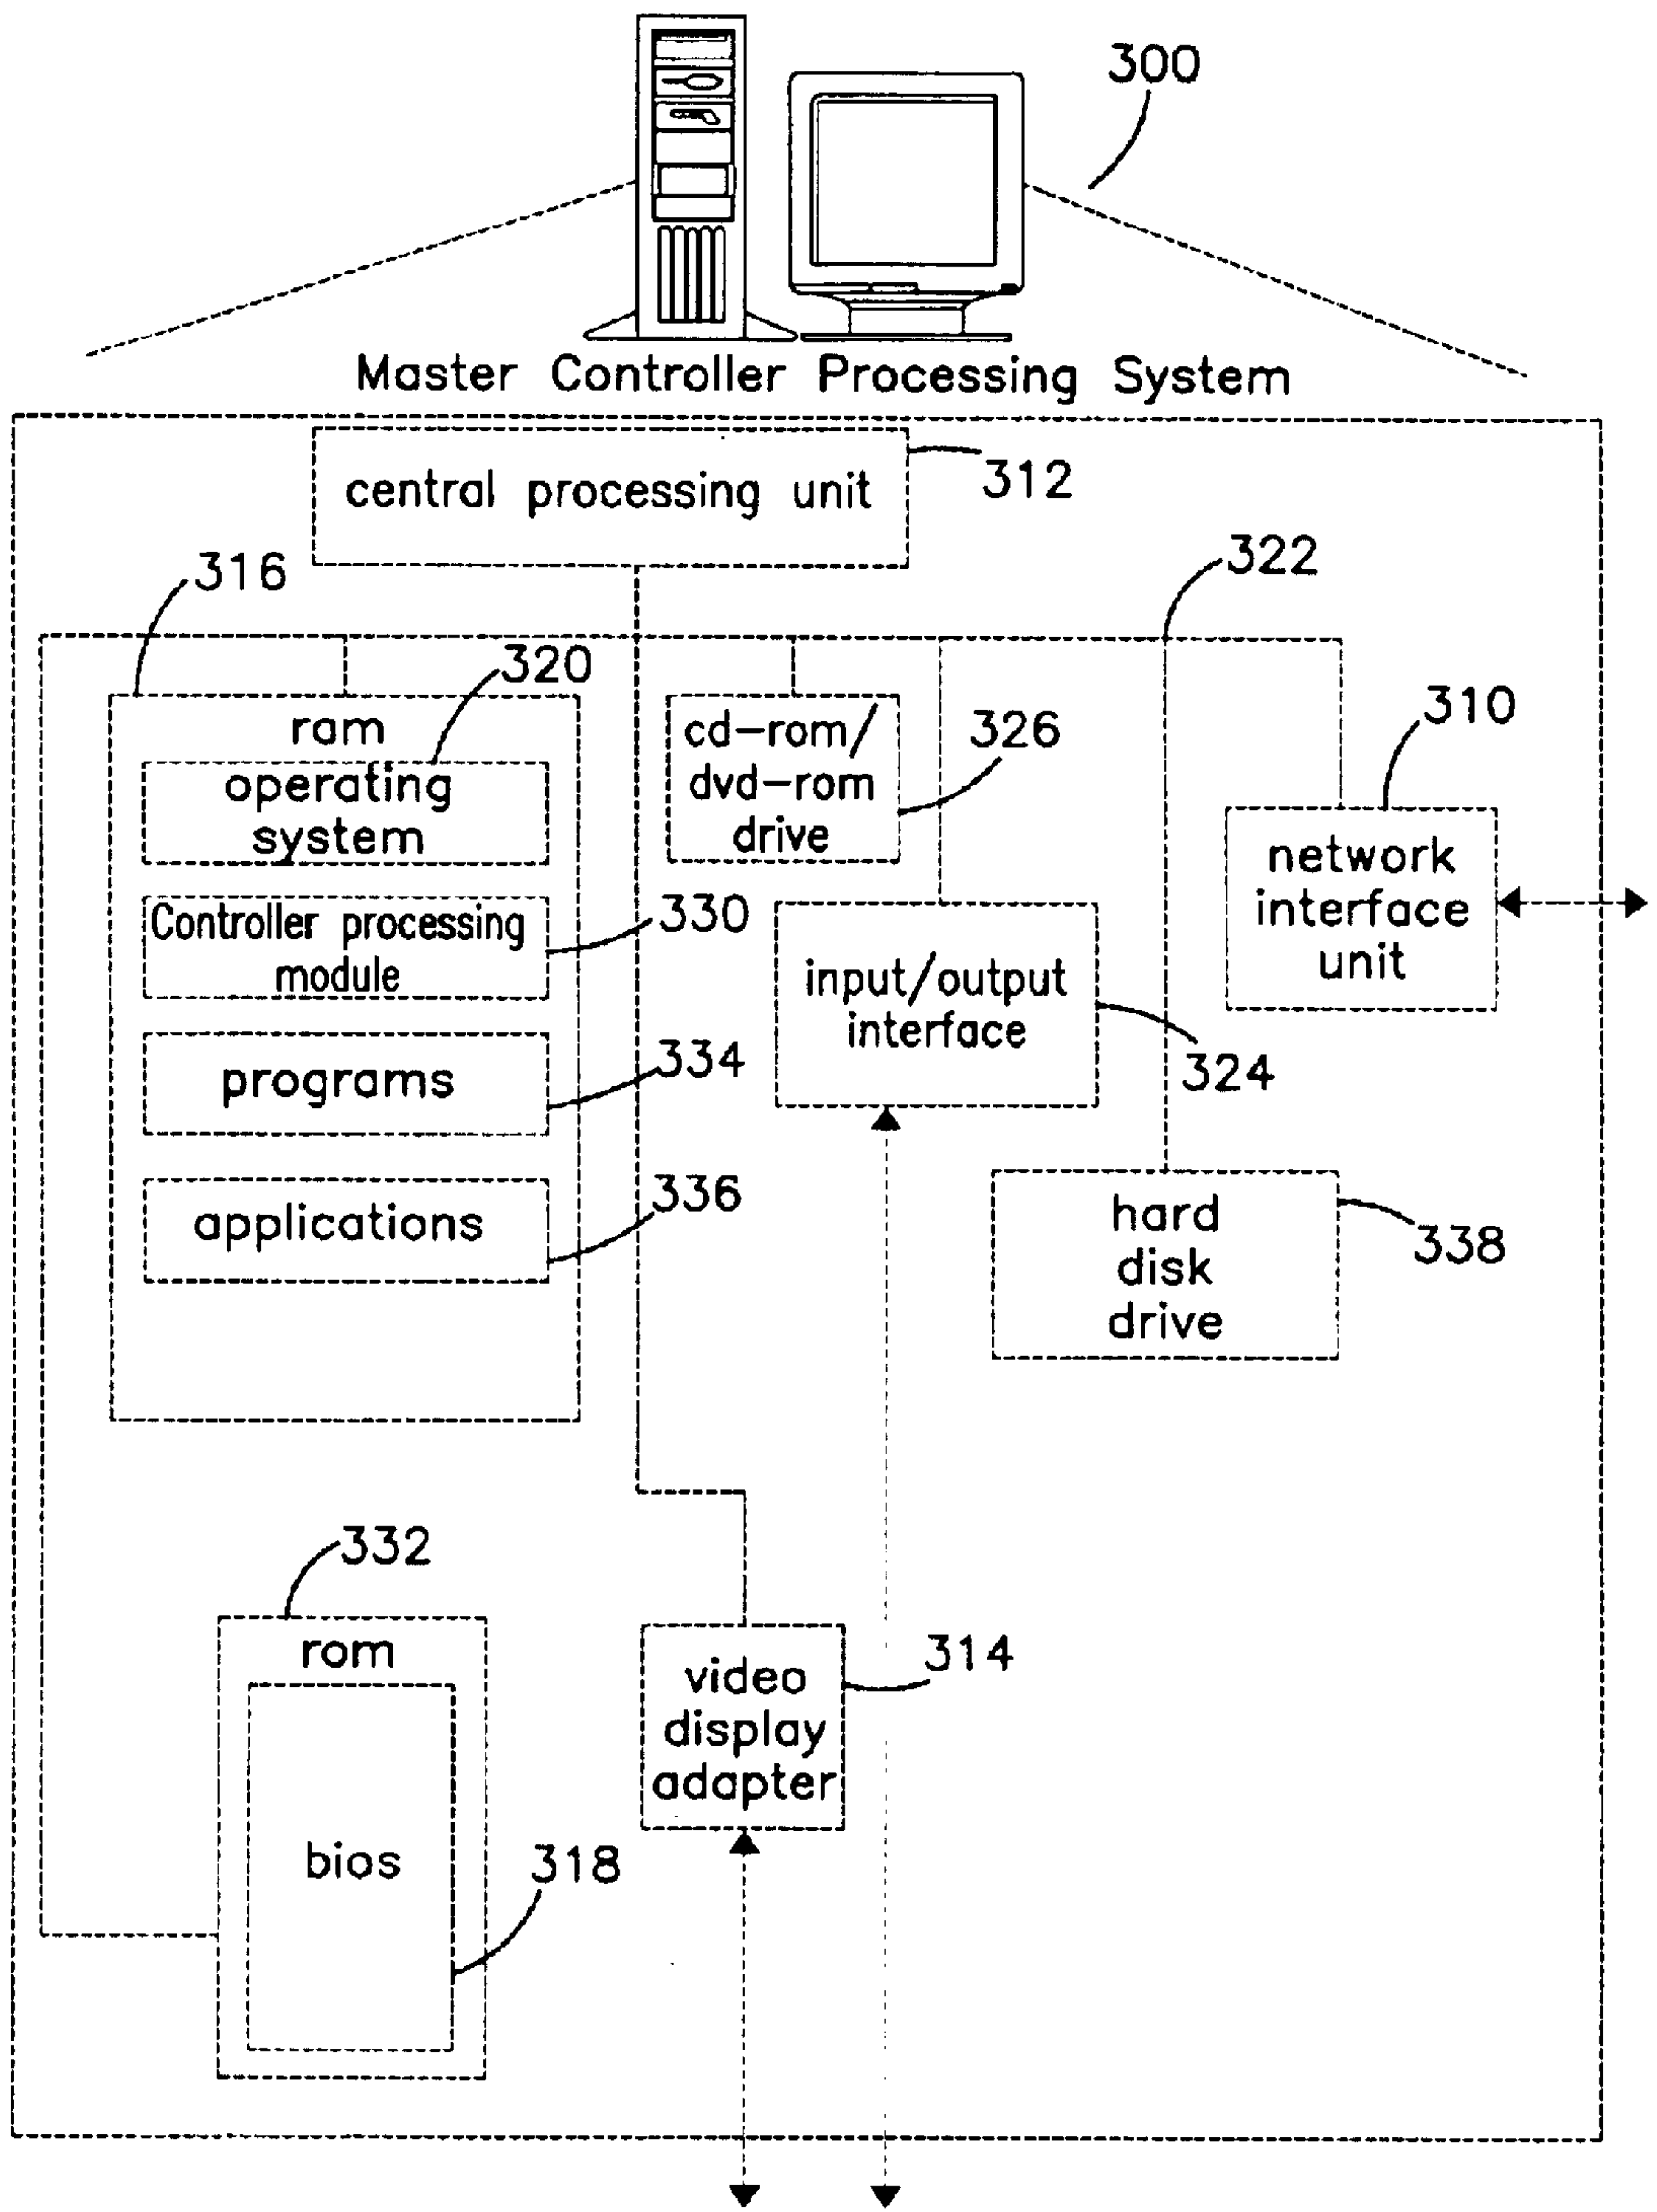 300
Master Controller Processing System
central processing unit
312
316
322
320
ram
operating
system
cd-rom/
dvd-rom
drive
326
310
network
interface
unit
Controller processing
module
330
input/output
interface
324
programs
334
applications
336
hard
disk
drive
338
332
rom
bios
318
video
display
adapter
314